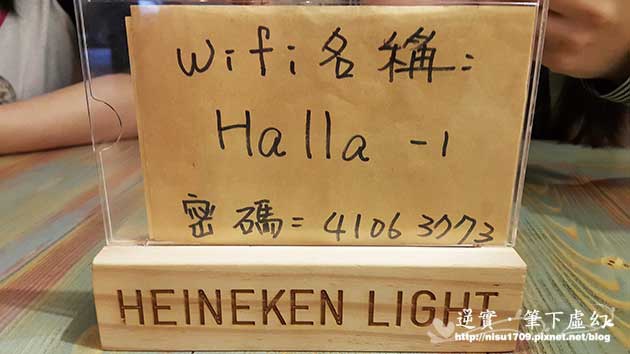 Wifi名稱:
Halla -1
密碼= 41063773
HEINEKEN LIGHT
逆實·筆下虛幻
http://nisu1709.pixnet.net/blog